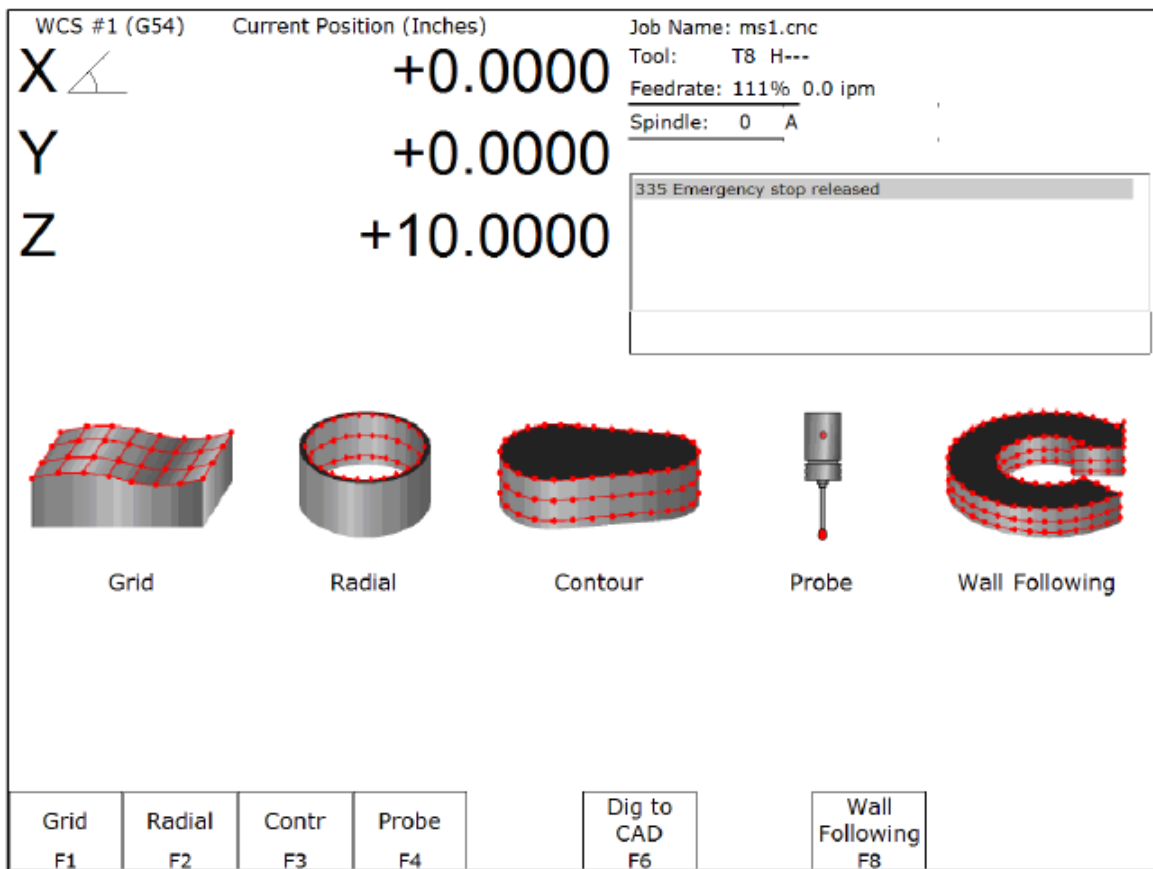 WCS #1 (G54) Current Position (Inches)
X +0.0000
Y +0.0000
Z +10.0000
Job Name: ms1.cnc
Tool: T8 H---
Feedrate: 111% 0.0 ipm
Spindle: 0 A
335 Emergency stop released
Grid
Radial
Contour
Probe
Wall Following
Grid
F1
Radial
F2
Contr
F3
Probe
F4
Dig to
CAD
F6
Wall
Following
F8